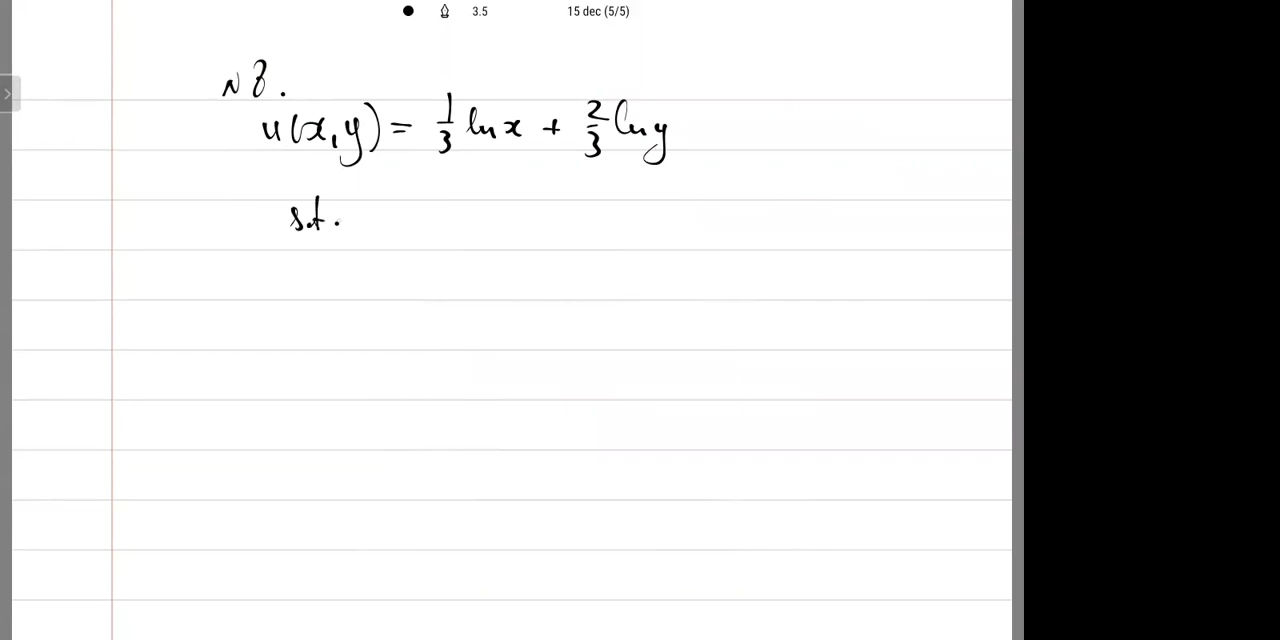 3.5 15 dec (5/5)
N 8.
u(x,y) = 1/3 ln x + 2/3 ln y
s.t.